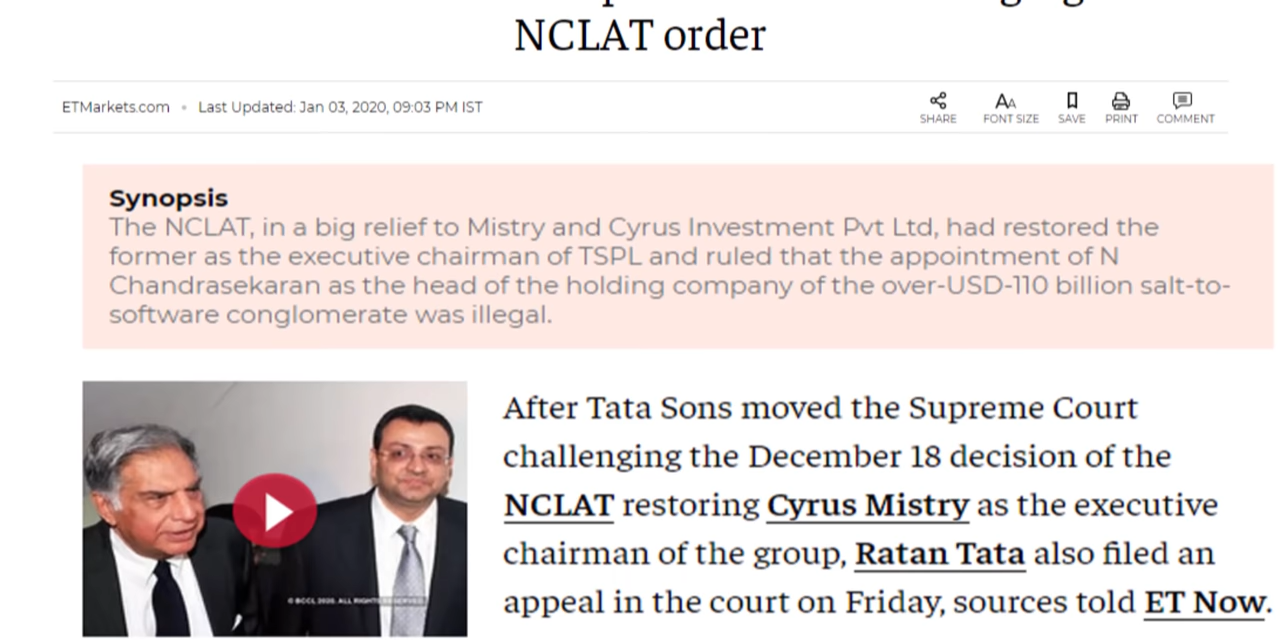 NCLAT order
ETMarkets.com • Last Updated: Jan 03, 2020, 09:03 PM IST
SHARE FONT SIZE SAVE PRINT COMMENT
Synopsis
The NCLAT, in a big relief to Mistry and Cyrus Investment Pvt Ltd, had restored the
former as the executive chairman of TSPL and ruled that the appointment of N
Chandrasekaran as the head of the holding company of the over-USD-110 billion salt-to-
software conglomerate was illegal.
After Tata Sons moved the Supreme Court
challenging the December 18 decision of the
NCLAT restoring Cyrus Mistry as the executive
chairman of the group, Ratan Tata also filed an
appeal in the court on Friday, sources told ET Now.
© BCCL 2020. ALL RIGHTS RESERVED.